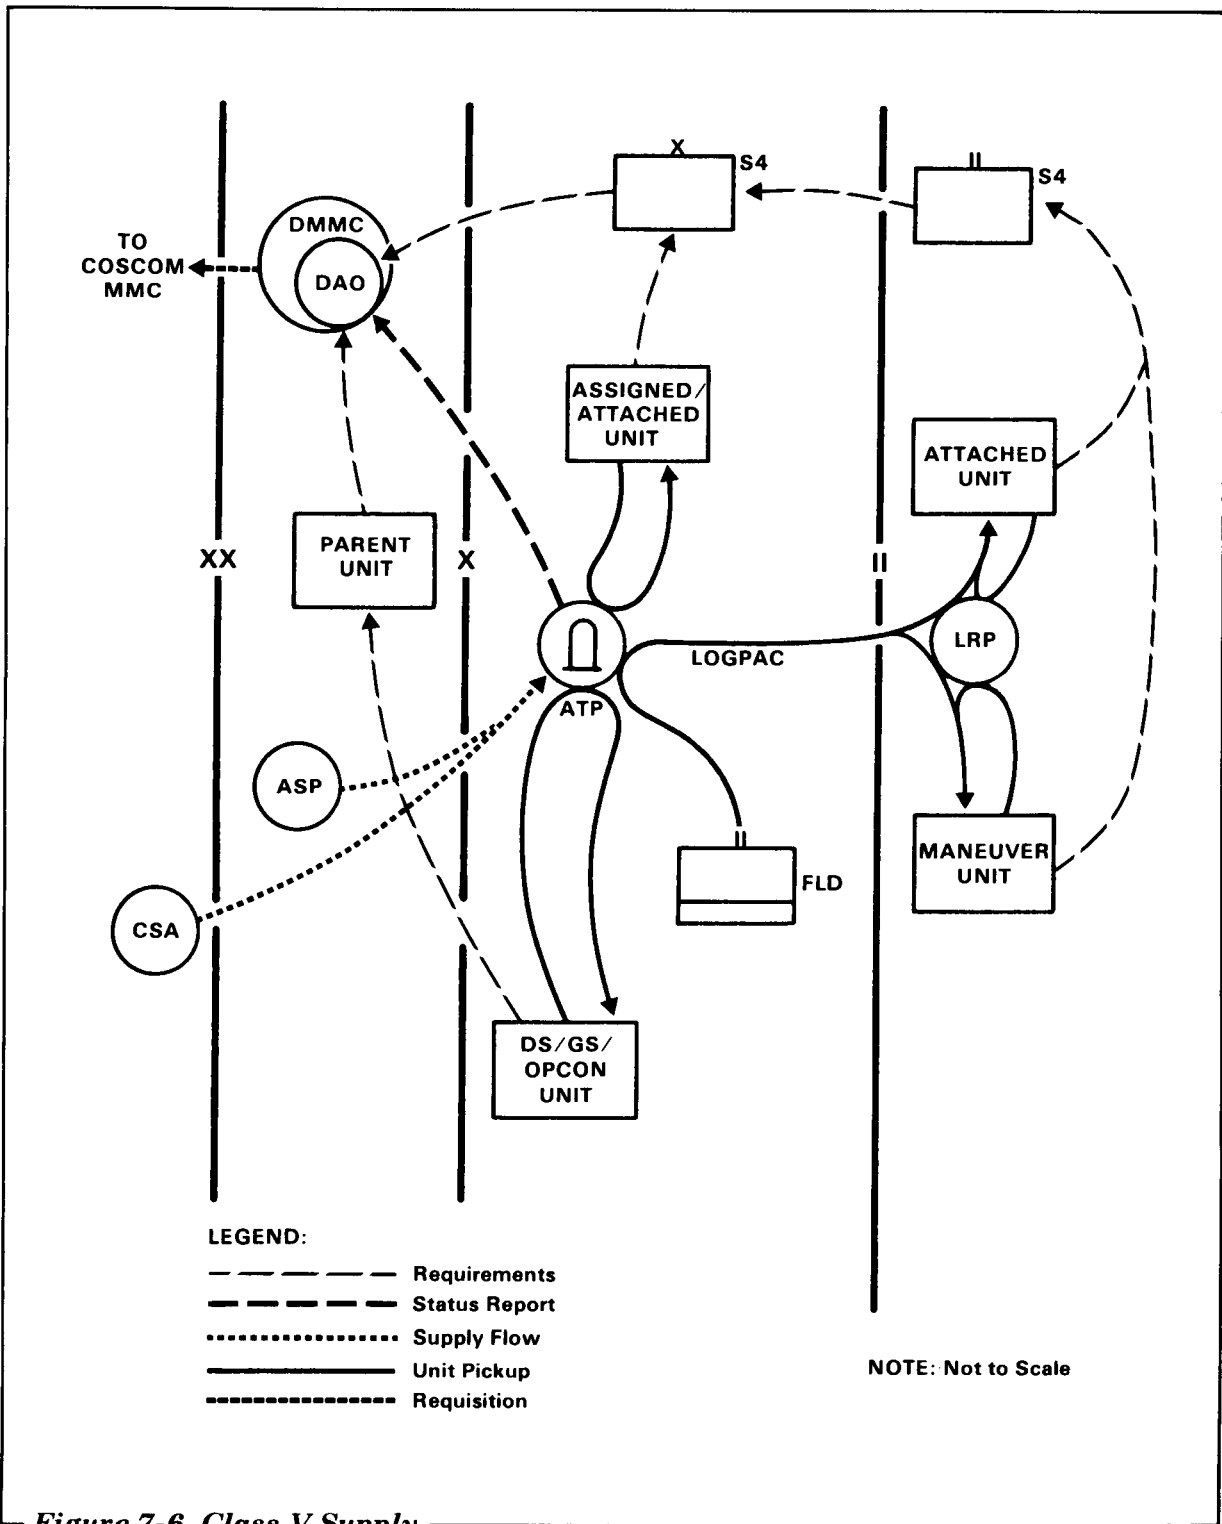 X
S4
II
S4
DMMC
DAO
TO
COSCOM
MMC
ASSIGNED/
ATTACHED
UNIT
ATTACHED
UNIT
PARENT
UNIT
XX
X
II
LRP
LOGPAC
ATP
ASP
II
FLD
MANEUVER
UNIT
CSA
DS/GS/
OPCON
UNIT
LEGEND:
Requirements
Status Report
Supply Flow
Unit Pickup
Requisition
NOTE: Not to Scale
Figure 7-6. Class V Supply